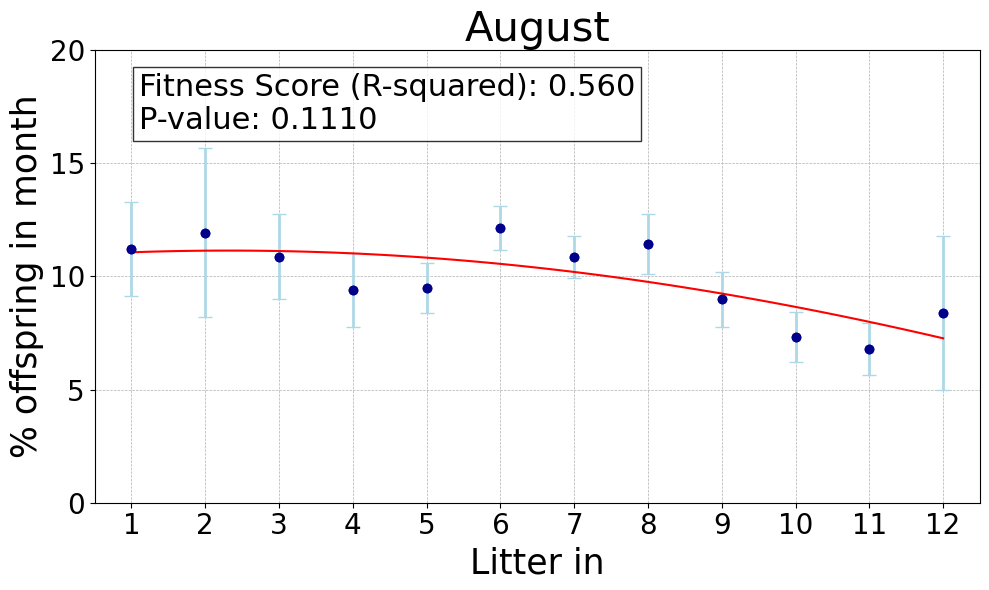 August
Fitness Score (R-squared): 0.560
P-value: 0.1110
% offspring in month
20
15
10
5
0
1 2 3 4 5 6 7 8 9 10 11 12
Litter in